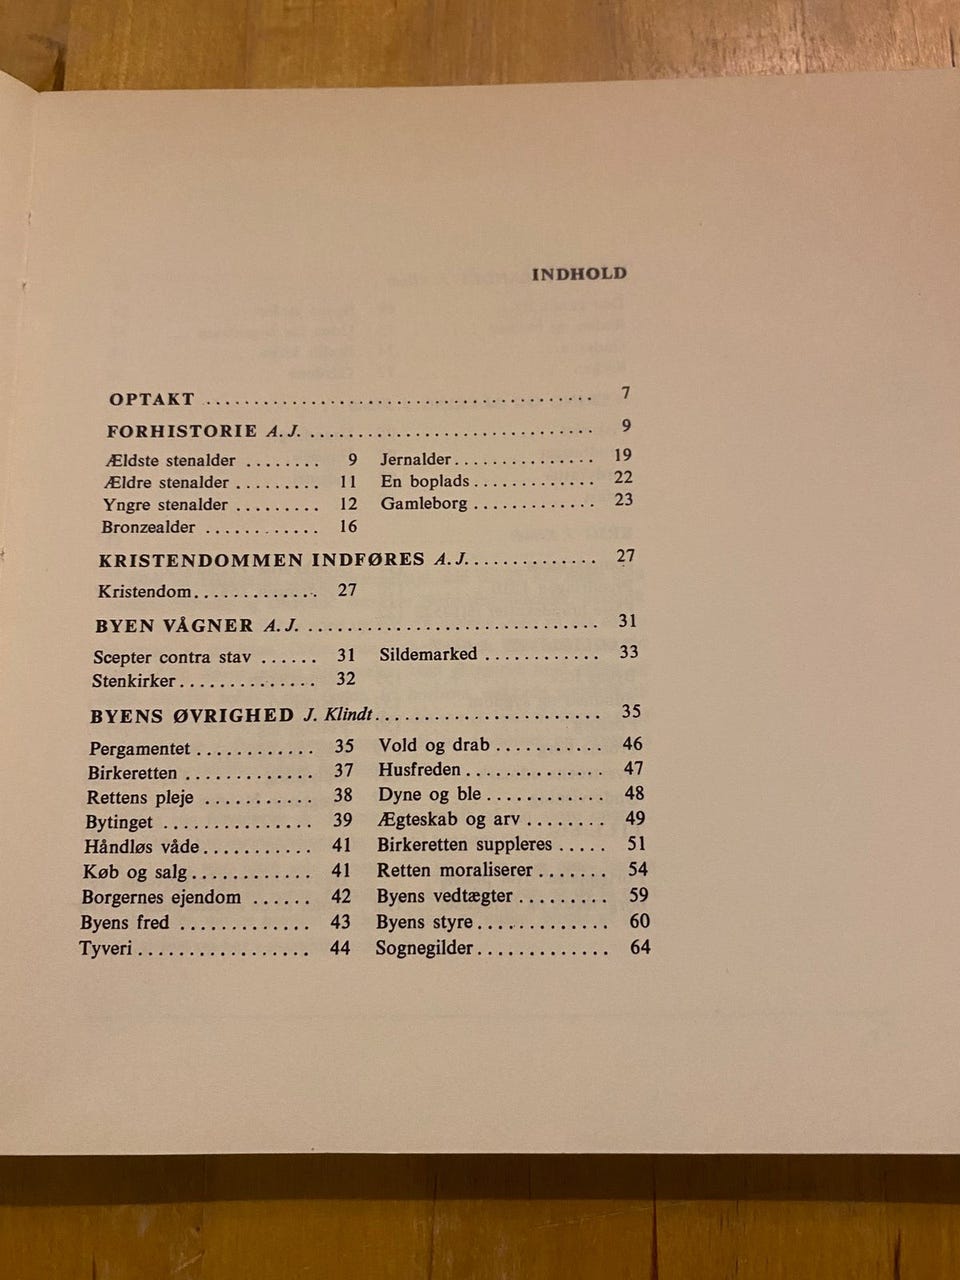 INDHOLD
OPTAKT ........................................ 7
FORHISTORIE A. J. .............................. 9
Ældste stenalder ........ 9 Jernalder............... 19
Ældre stenalder ......... 11 En boplads............. 22
Yngre stenalder ......... 12 Gamleborg ............. 23
Bronzealder ............ 16
KRISTENDOMMEN INDFØRES A. J. .............. 27
Kristendom............. 27
BYEN VÅGNER A. J. .............................. 31
Scepter contra stav ...... 31 Sildemarked ............ 33
Stenkirker............... 32
BYENS ØVRIGHED J. Klindt........................ 35
Pergamentet ............ 35 Vold og drab ........... 46
Birkeretten ............. 37 Husfreden .............. 47
Rettens pleje ........... 38 Dyne og ble ............ 48
Bytinget ............... 39 Ægteskab og arv ........ 49
Håndløs våde........... 41 Birkeretten suppleres ..... 51
Køb og salg............ 41 Retten moraliserer ....... 54
Borgernes ejendom ...... 42 Byens vedtægter ......... 59
Byens fred ............. 43 Byens styre ............. 60
Tyveri ................. 44 Sognegilder............. 64